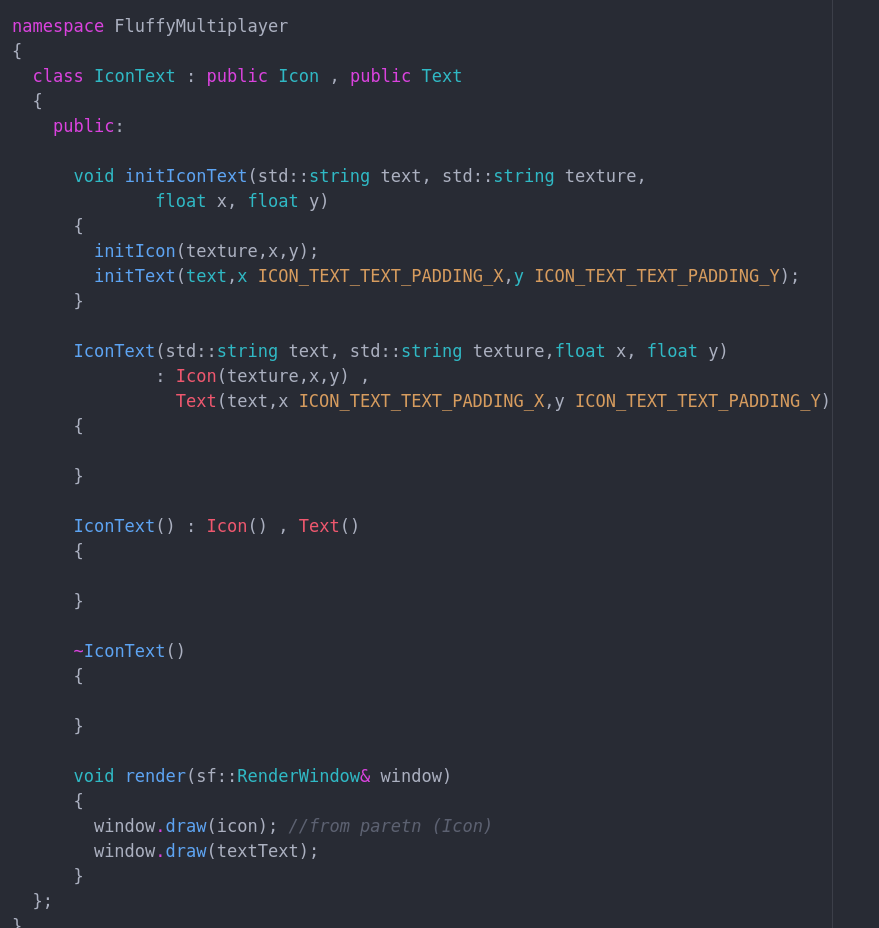 namespace FluffyMultiplayer
{
  class IconText : public Icon , public Text
  {
    public:

      void initIconText(std::string text, std::string texture,
              float x, float y)
      {
        initIcon(texture,x,y);
        initText(text,x ICON_TEXT_TEXT_PADDING_X,y ICON_TEXT_TEXT_PADDING_Y);
      }

      IconText(std::string text, std::string texture,float x, float y)
              : Icon(texture,x,y) ,
                Text(text,x ICON_TEXT_TEXT_PADDING_X,y ICON_TEXT_TEXT_PADDING_Y)
      {

      }

      IconText() : Icon() , Text()
      {

      }

      ~IconText()
      {

      }

      void render(sf::RenderWindow& window)
      {
        window.draw(icon); //from paretn (Icon)
        window.draw(textText);
      }
  };
}